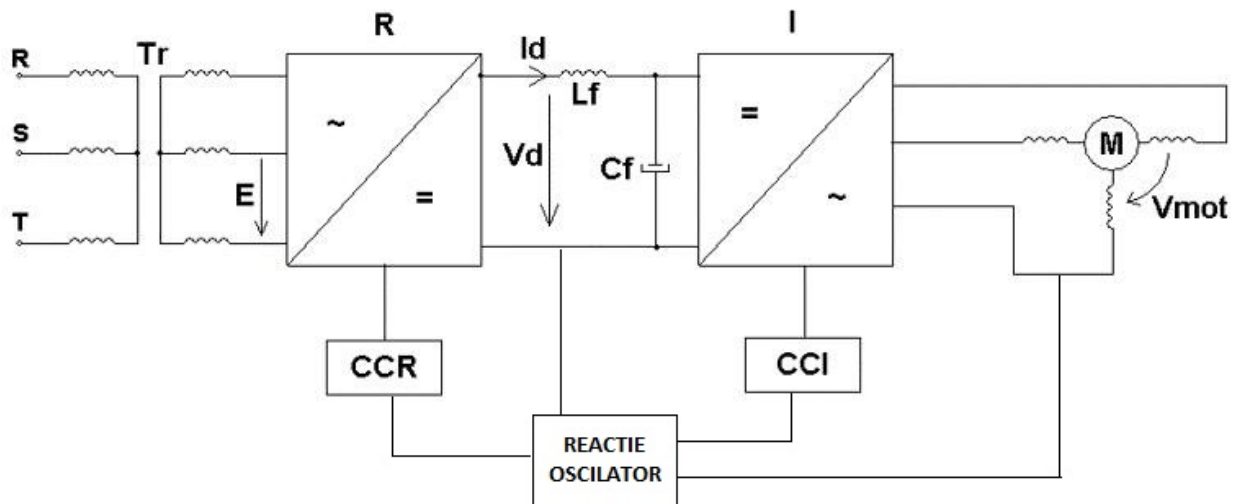 R
I
Tr
R
S
T
E
~
=
Id
Lf
Vd
Cf
=
~
M
Vmot
CCR
CCI
REACTIE
OSCILATOR